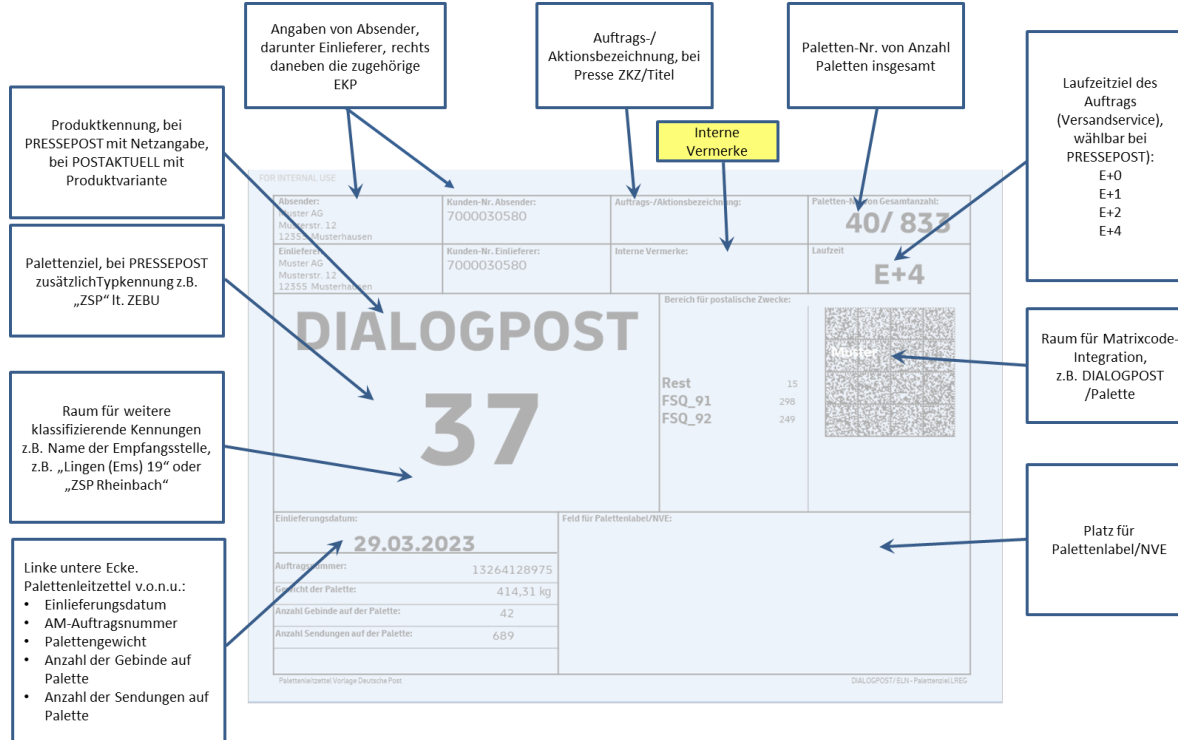 Angaben von Absender,
darunter Einlieferer, rechts
daneben die zugehörige
EKP
Auftrags-/
Aktionsbezeichnung, bei
Presse ZKZ/Titel
Paletten-Nr. von Anzahl
Paletten insgesamt
Laufzeitziel des
Auftrags
(Versandservice),
wählbar bei
PRESSEPOST):
E+0
E+1
E+2
E+4
Produktkennung, bei
PRESSEPOST mit Netzangabe,
bei POSTAKTUELL mit
Produktvariante
Interne
Vermerke
Palettenziel, bei PRESSEPOST
zusätzlichTypkennung z.B.
„ZSP“ lt. ZEBU
Raum für weitere
klassifizierende Kennungen
z.B. Name der Empfangsstelle,
z.B. „Lingen (Ems) 19“ oder
„ZSP Rheinbach“
Linke untere Ecke.
Palettenleitzettel v.o.n.u.:
• Einlieferungsdatum
• AM-Auftragsnummer
• Palettengewicht
• Anzahl der Gebinde auf
Palette
• Anzahl der Sendungen auf
Palette
FOR INTERNAL USE
Absender:
Muster AG
Musterstr. 12
12355 Musterhausen
Kunden-Nr. Absender:
7000030580
Auftrags-/Aktionsbezeichnung:
Paletten-Nr. von Gesamtanzahl:
40/ 833
Einlieferer:
Muster AG
Musterstr. 12
12355 Musterhausen
Kunden-Nr. Einlieferer:
7000030580
Interne Vermerke:
Laufzeit
E+4
DIALOGPOST
37
Bereich für postalische Zwecke:
Rest 15
FSQ_91 298
FSQ_92 249
Muster
Einlieferungsdatum:
29.03.2023
Auftragsnummer: 13264128975
Gewicht der Palette: 414,31 kg
Anzahl Gebinde auf der Palette: 42
Anzahl Sendungen auf der Palette: 689
Feld für Palettenlabel/NVE:
Palettenleitzettel Vorlage Deutsche Post
DIALOGPOST/ ELN - Palettenziel LREG
Raum für Matrixcode-
Integration,
z.B. DIALOGPOST
/Palette
Platz für
Palettenlabel/NVE